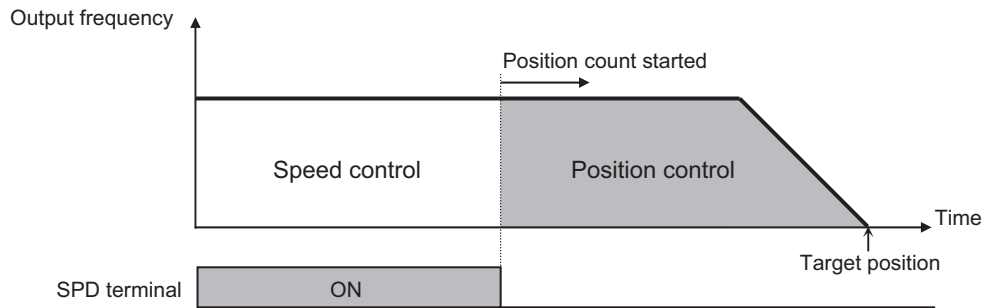 Output frequency
Position count started
Speed control
Position control
Time
Target position
SPD terminal
ON